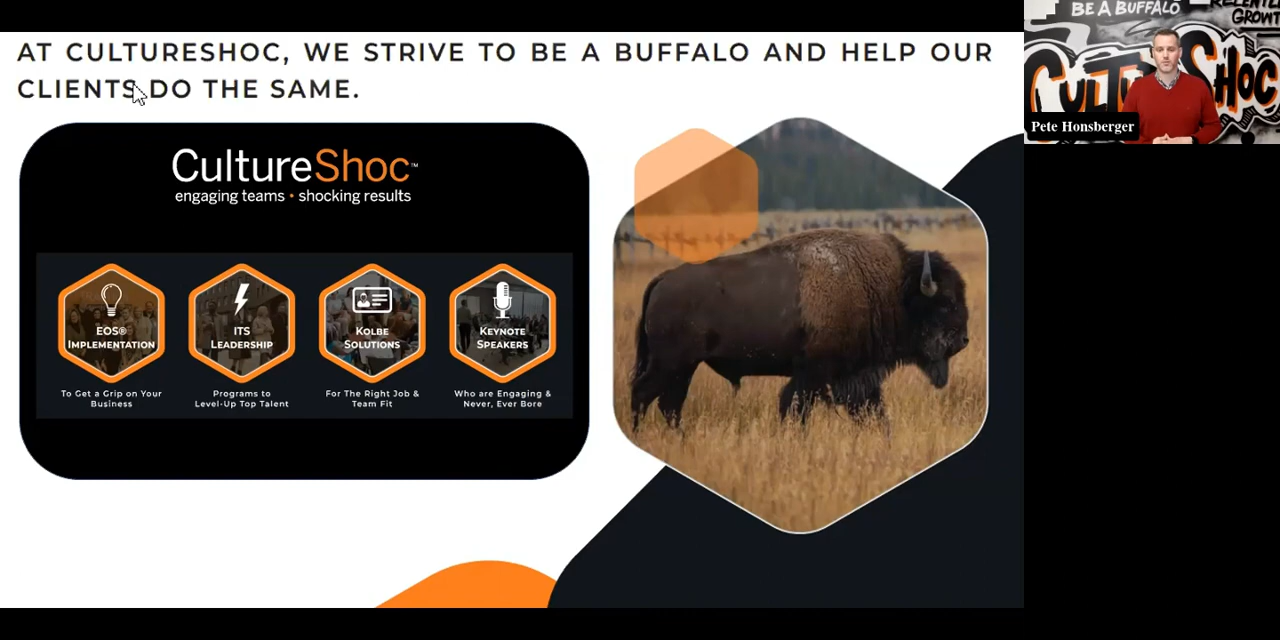 AT CULTURESHOC, WE STRIVE TO BE A BUFFALO AND HELP OUR
CLIENTS DO THE SAME.
CultureShoc™
engaging teams • shocking results
EOS®
IMPLEMENTATION
To Get a Grip on Your
Business
ITS
LEADERSHIP
Programs to
Level-Up Top Talent
KOLBE
SOLUTIONS
For The Right Job &
Team Fit
KEYNOTE
SPEAKERS
Who are Engaging &
Never, Ever Bore
BE A BUFFALO
GROWT
Pete Honsberger